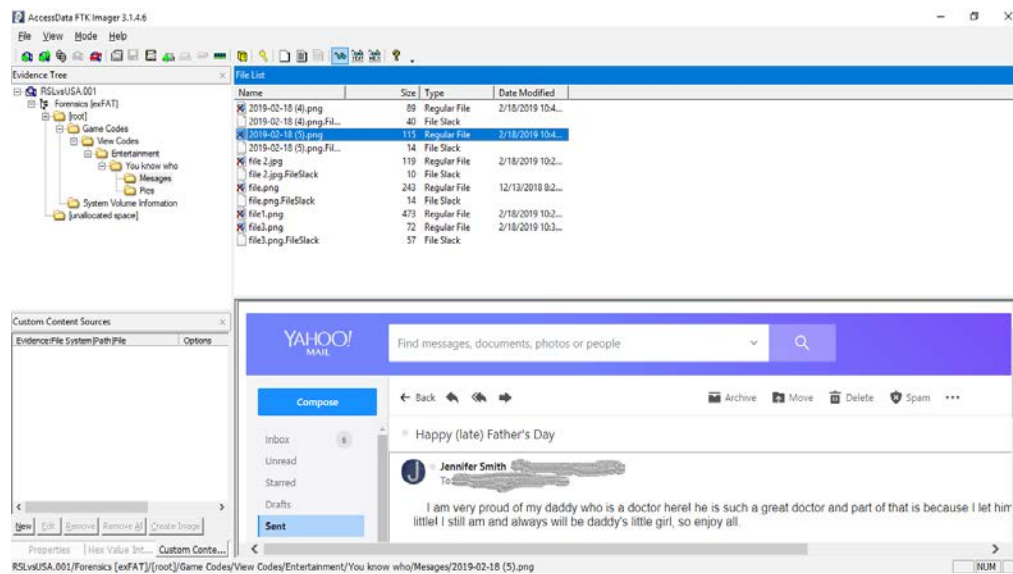 AccessData FTK Imager 3.1.4.6
File View Mode Help
Evidence Tree
RSLvsUSA.001
Forensics [exFAT]
[root]
Game Codes
View Codes
Entertainment
You know who
Mesages
Pics
System Volume Information
[unallocated space]
File List
Name Size Type Date Modified
2019-02-18 (4).png 89 Regular File 2/18/2019 10:4...
2019-02-18 (4).png.Fil... 40 File Slack
2019-02-18 (5).png 115 Regular File 2/18/2019 10:4...
2019-02-18 (5).png.Fil... 14 File Slack
file 2.jpg 119 Regular File 2/18/2019 10:2...
file 2.jpg.FileSlack 10 File Slack
file.png 243 Regular File 12/13/2018 8:2...
file.png.FileSlack 14 File Slack
file1.png 473 Regular File 2/18/2019 10:2...
file3.png 72 Regular File 2/18/2019 10:3...
file3.png.FileSlack 57 File Slack
Custom Content Sources
Evidence:File System|Path|File Options
New Edit Remove Remove All Create Image
Properties Hex Value Int... Custom Conte...
YAHOO!
MAIL
Find messages, documents, photos or people
Compose
Inbox 6
Unread
Starred
Drafts
Sent
Back Archive Move Delete Spam
Happy (late) Father's Day
J
Jennifer Smith
To:
I am very proud of my daddy who is a doctor here! he is such a great doctor and part of that is because I let him
little! I still am and always will be daddy's little girl, so enjoy all.
RSLvsUSA.001/Forensics [exFAT]/[root]/Game Codes/View Codes/Entertainment/You know who/Mesages/2019-02-18 (5).png NUM